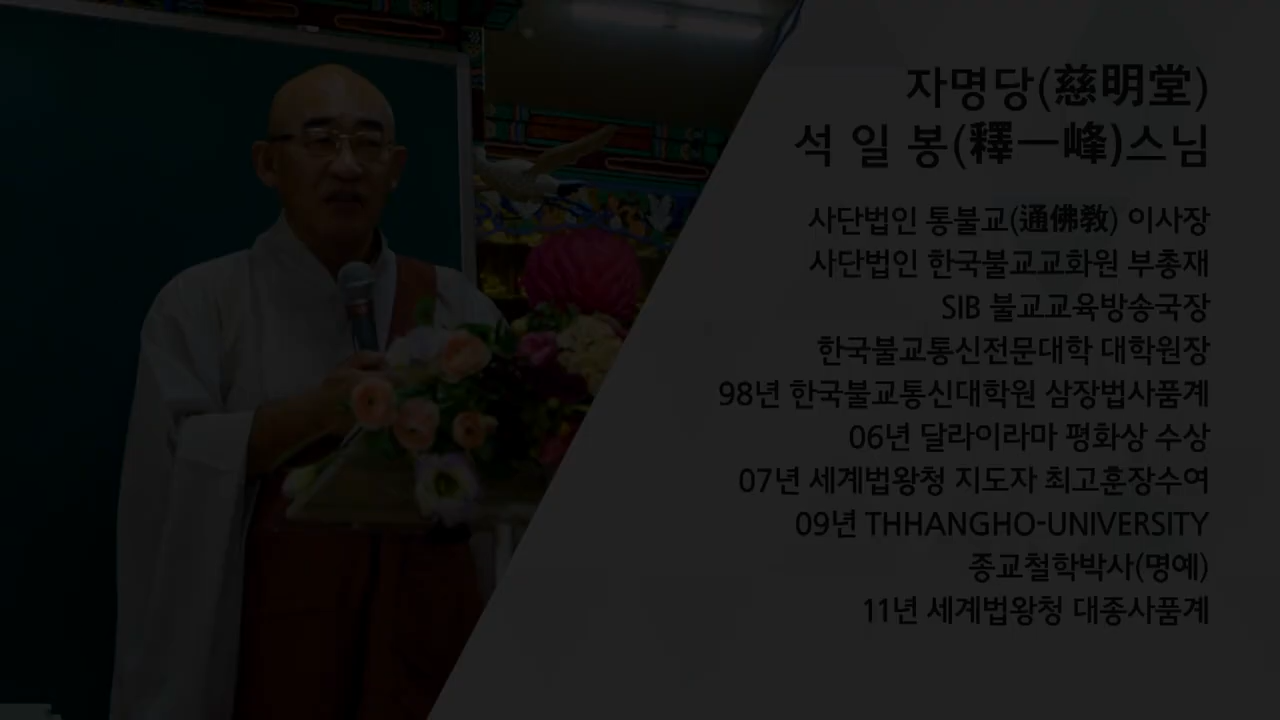 자명당(慈明堂)
석 일 봉(釋一峰)스님
사단법인 통불교(通佛敎) 이사장
사단법인 한국불교교화원 부총재
SIB 불교교육방송국장
한국불교통신전문대학 대학원장
98년 한국불교통신대학원 삼장법사품계
06년 달라이라마 평화상 수상
07년 세계법왕청 지도자 최고훈장수여
09년 THHANGHO-UNIVERSITY
종교철학박사(명예)
11년 세계법왕청 대종사품계